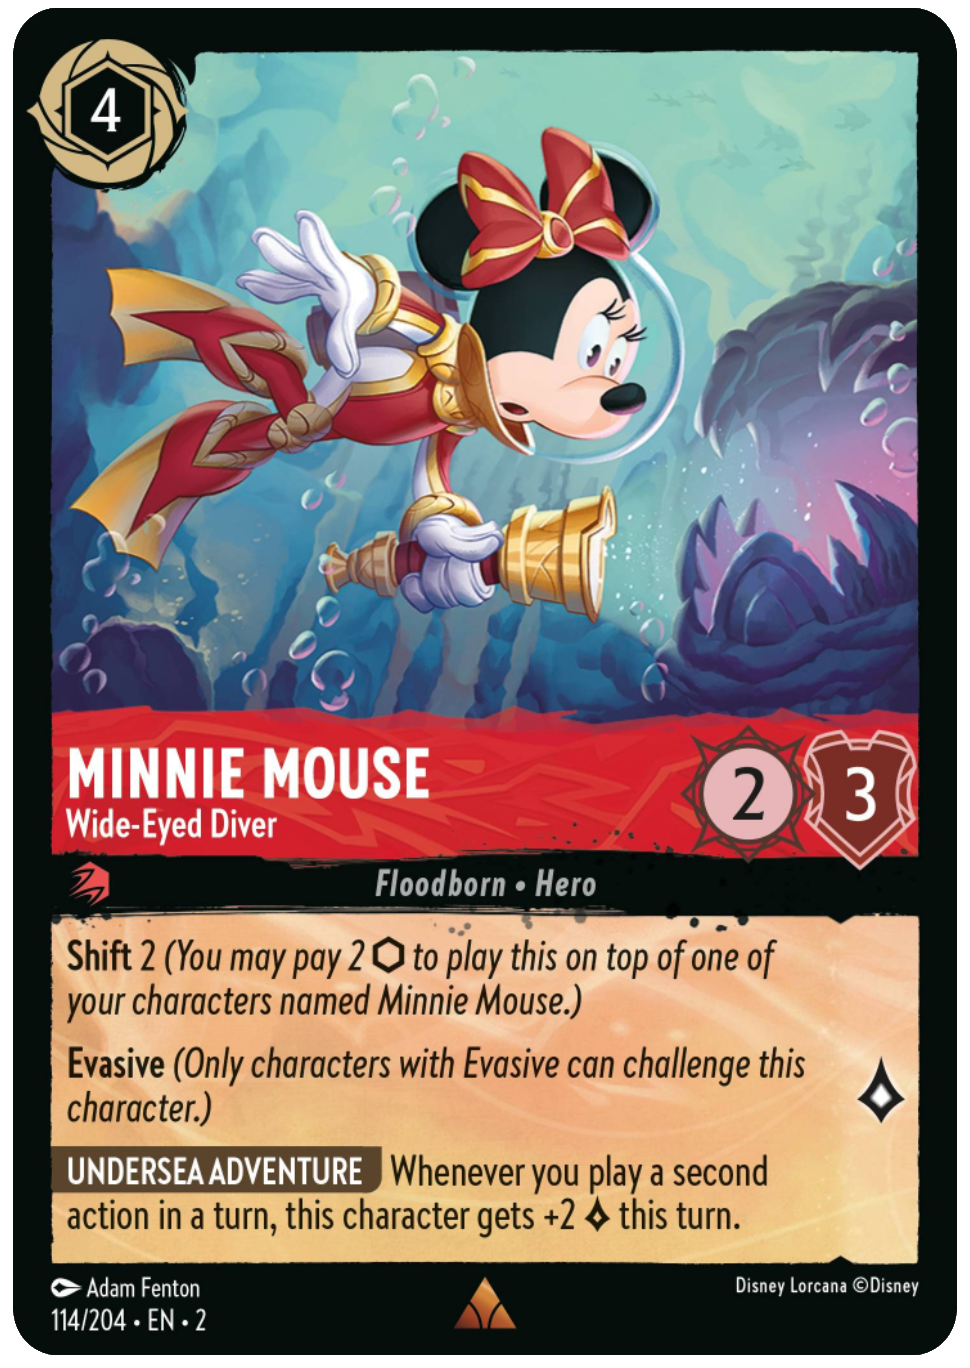 4
MINNIE MOUSE
Wide-Eyed Diver
2
3
Floodborn • Hero
Shift 2 (You may pay 2 ⬡ to play this on top of one of
your characters named Minnie Mouse.)
Evasive (Only characters with Evasive can challenge this
character.)
UNDERSEA ADVENTURE Whenever you play a second
action in a turn, this character gets +2 this turn.
Adam Fenton
Disney Lorcana ©Disney
114/204 • EN • 2